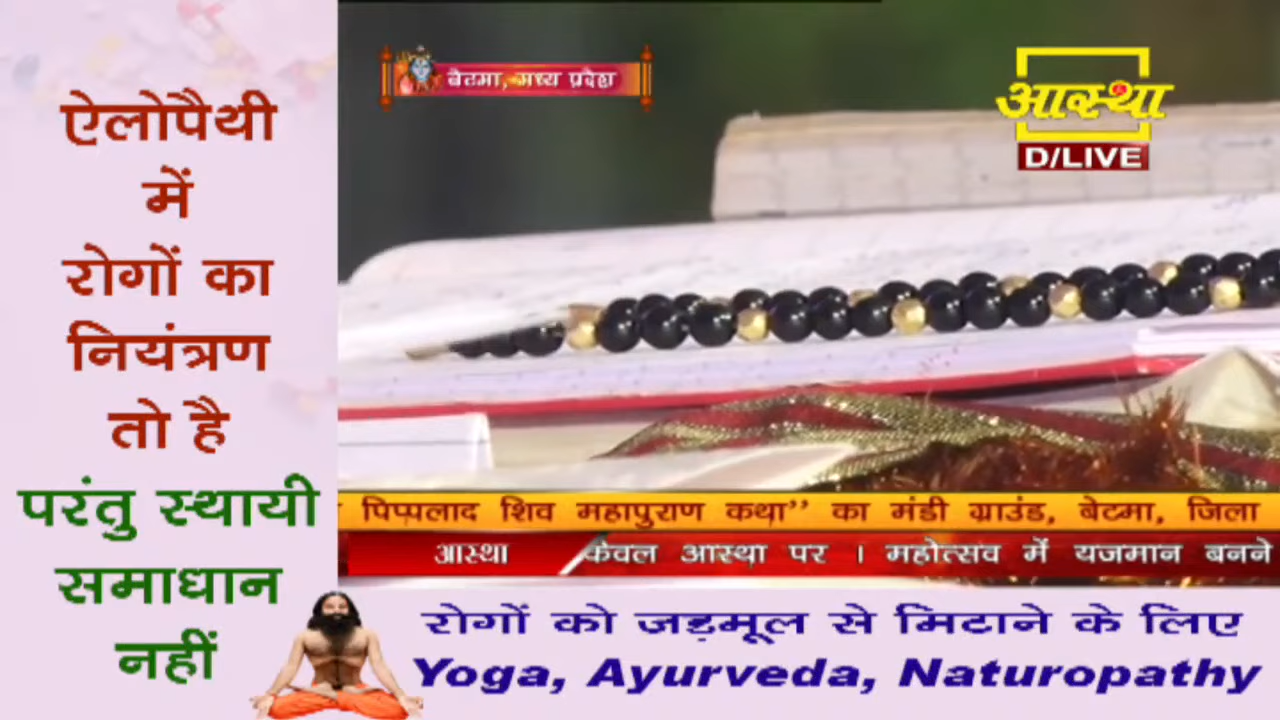 ऐलोपैथी
में
रोगों का
नियंत्रण
तो है
परंतु स्थायी
समाधान
नहीं
बेटमा, मध्य प्रदेश
आस्था
D/LIVE
पिप्पलाद शिव महापुराण कथा’’ का मंडी ग्राउंड, बेटमा, जिला
आस्था
केवल आस्था पर । महोत्सव में यजमान बनने
रोगों को जड़मूल से मिटाने के लिए
Yoga, Ayurveda, Naturopathy